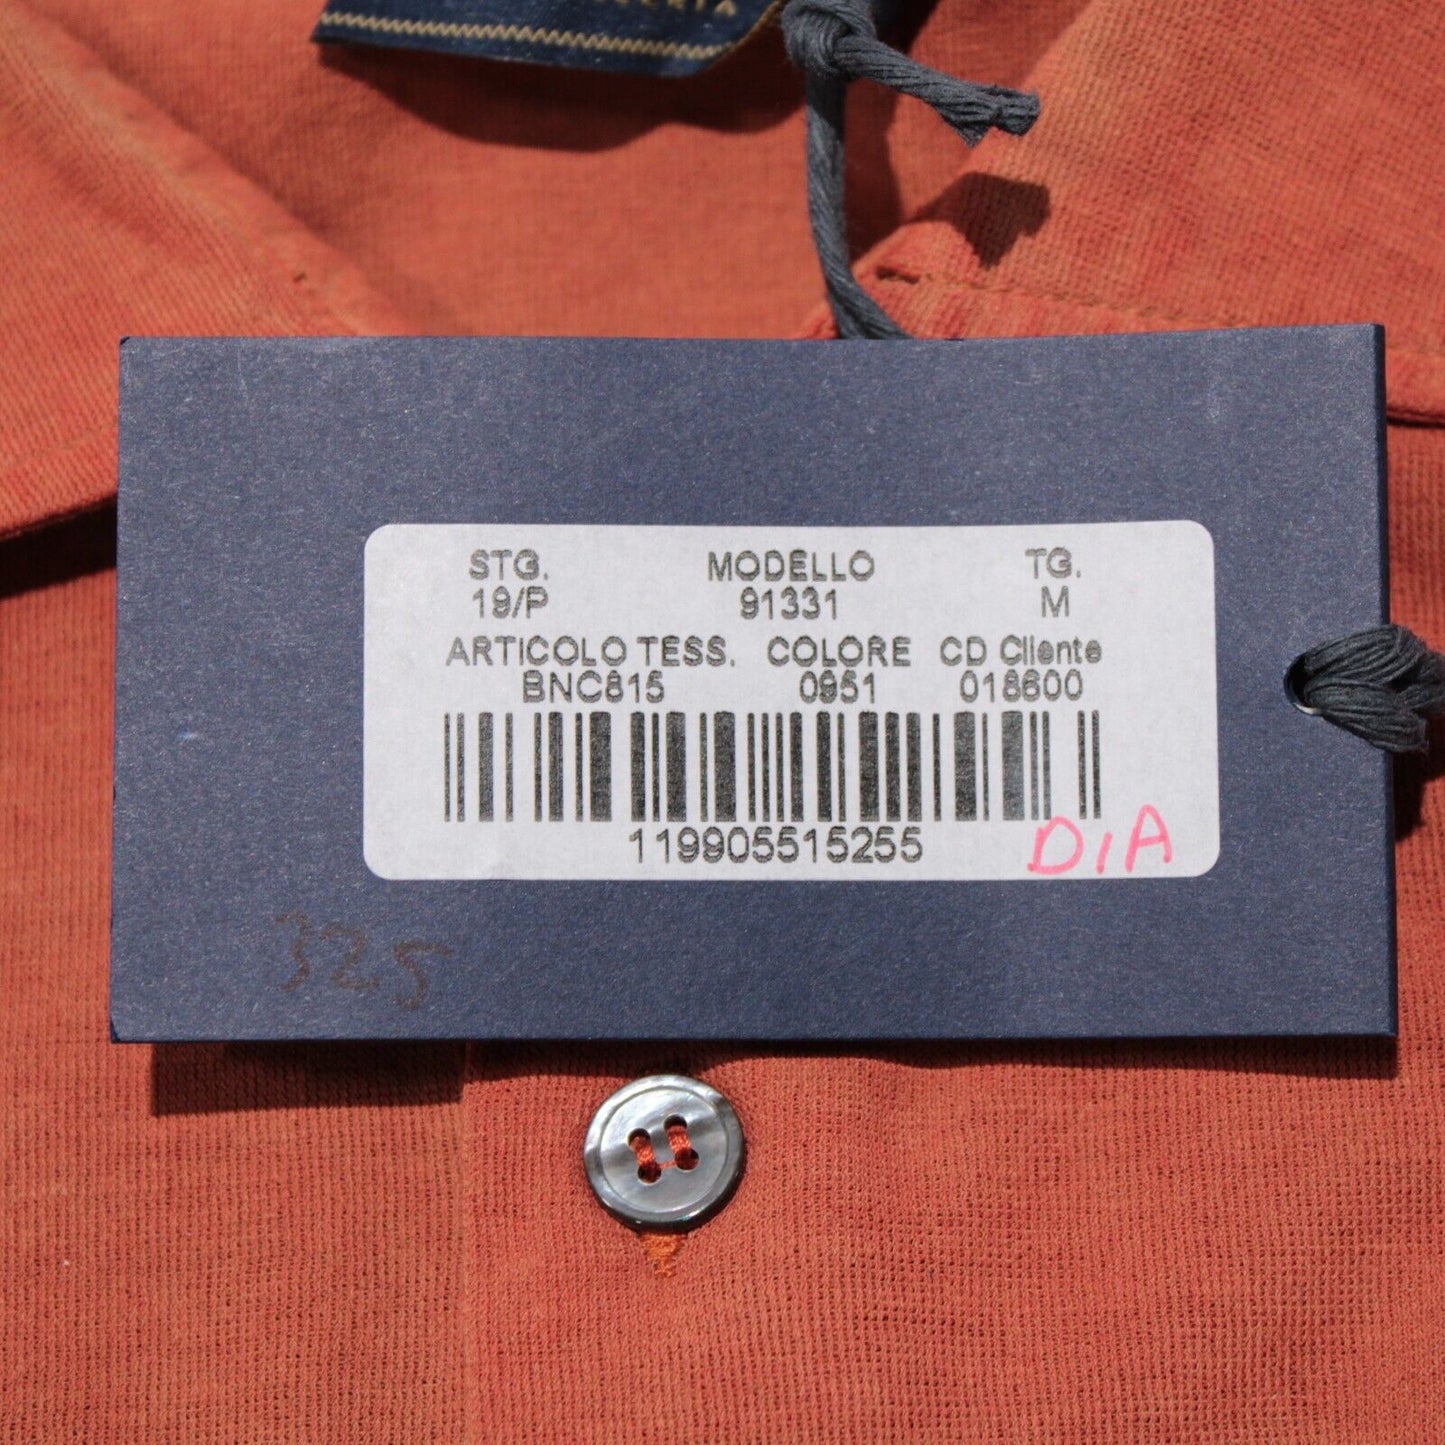 STG. MODELLO TG.
19/P 91331 M
ARTICOLO TESS. COLORE CD Cliente
BNC815 0951 018600
119905515255
DIA
325